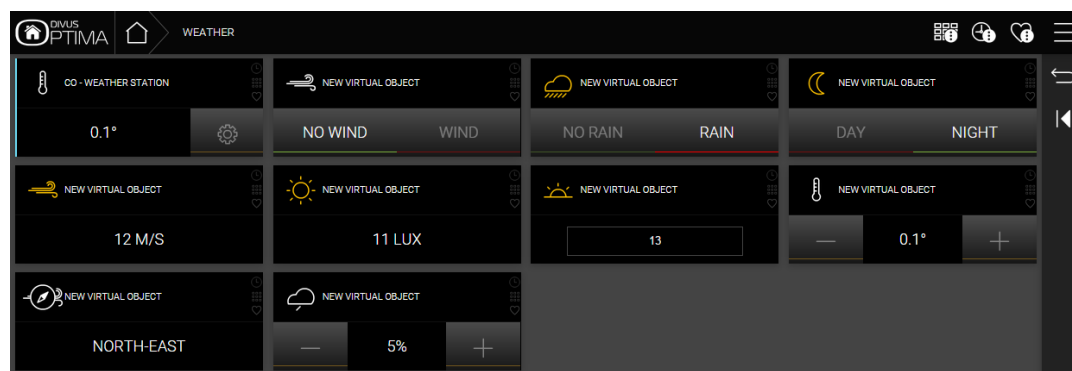 DIVUS
OPTIMA
WEATHER
CO - WEATHER STATION
NEW VIRTUAL OBJECT
NEW VIRTUAL OBJECT
NEW VIRTUAL OBJECT
0.1°
NO WIND WIND
NO RAIN RAIN
DAY NIGHT
NEW VIRTUAL OBJECT
NEW VIRTUAL OBJECT
NEW VIRTUAL OBJECT
NEW VIRTUAL OBJECT
12 M/S
11 LUX
13
— 0.1° +
NEW VIRTUAL OBJECT
NEW VIRTUAL OBJECT
NORTH-EAST
— 5% +